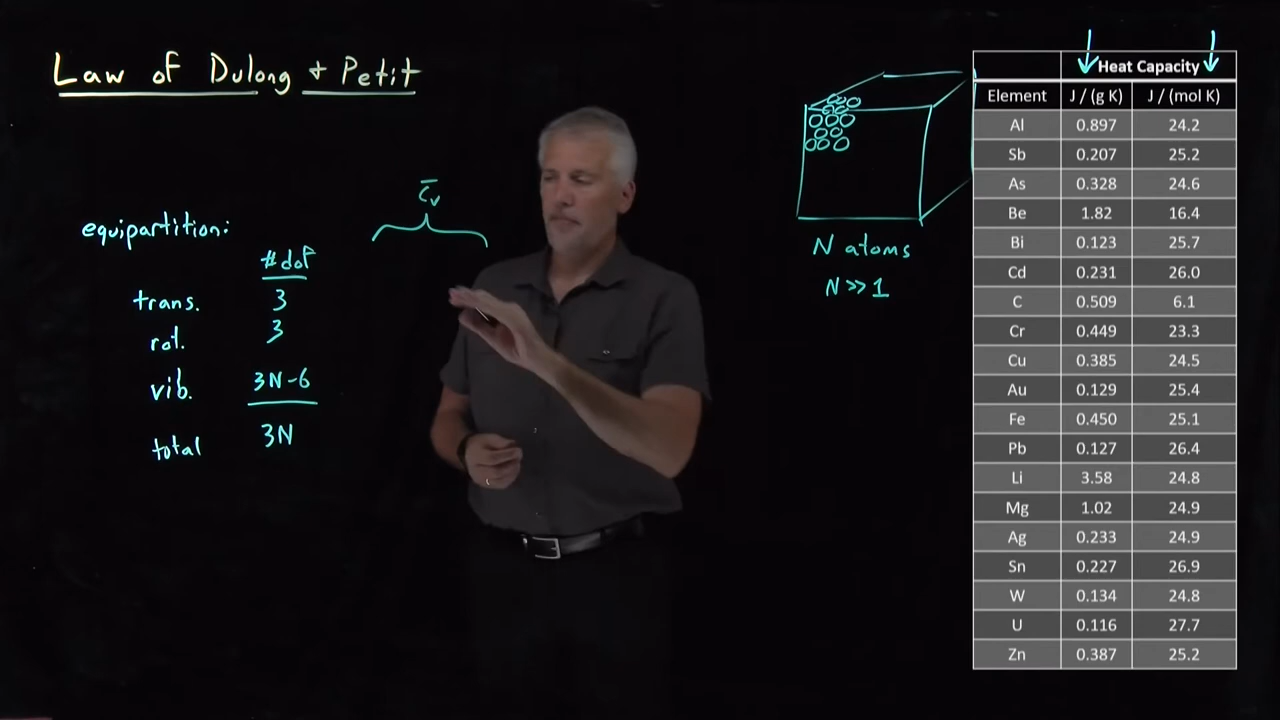 Law of Dulong & Petit
equipartition:
# dof
trans. 3
rot. 3
vib. 3N-6
total 3N
C̄v
N atoms
N >> 1
Heat Capacity
Element J / (g K) J / (mol K)
Al 0.897 24.2
Sb 0.207 25.2
As 0.328 24.6
Be 1.82 16.4
Bi 0.123 25.7
Cd 0.231 26.0
C 0.509 6.1
Cr 0.449 23.3
Cu 0.385 24.5
Au 0.129 25.4
Fe 0.450 25.1
Pb 0.127 26.4
Li 3.58 24.8
Mg 1.02 24.9
Ag 0.233 24.9
Sn 0.227 26.9
W 0.134 24.8
U 0.116 27.7
Zn 0.387 25.2